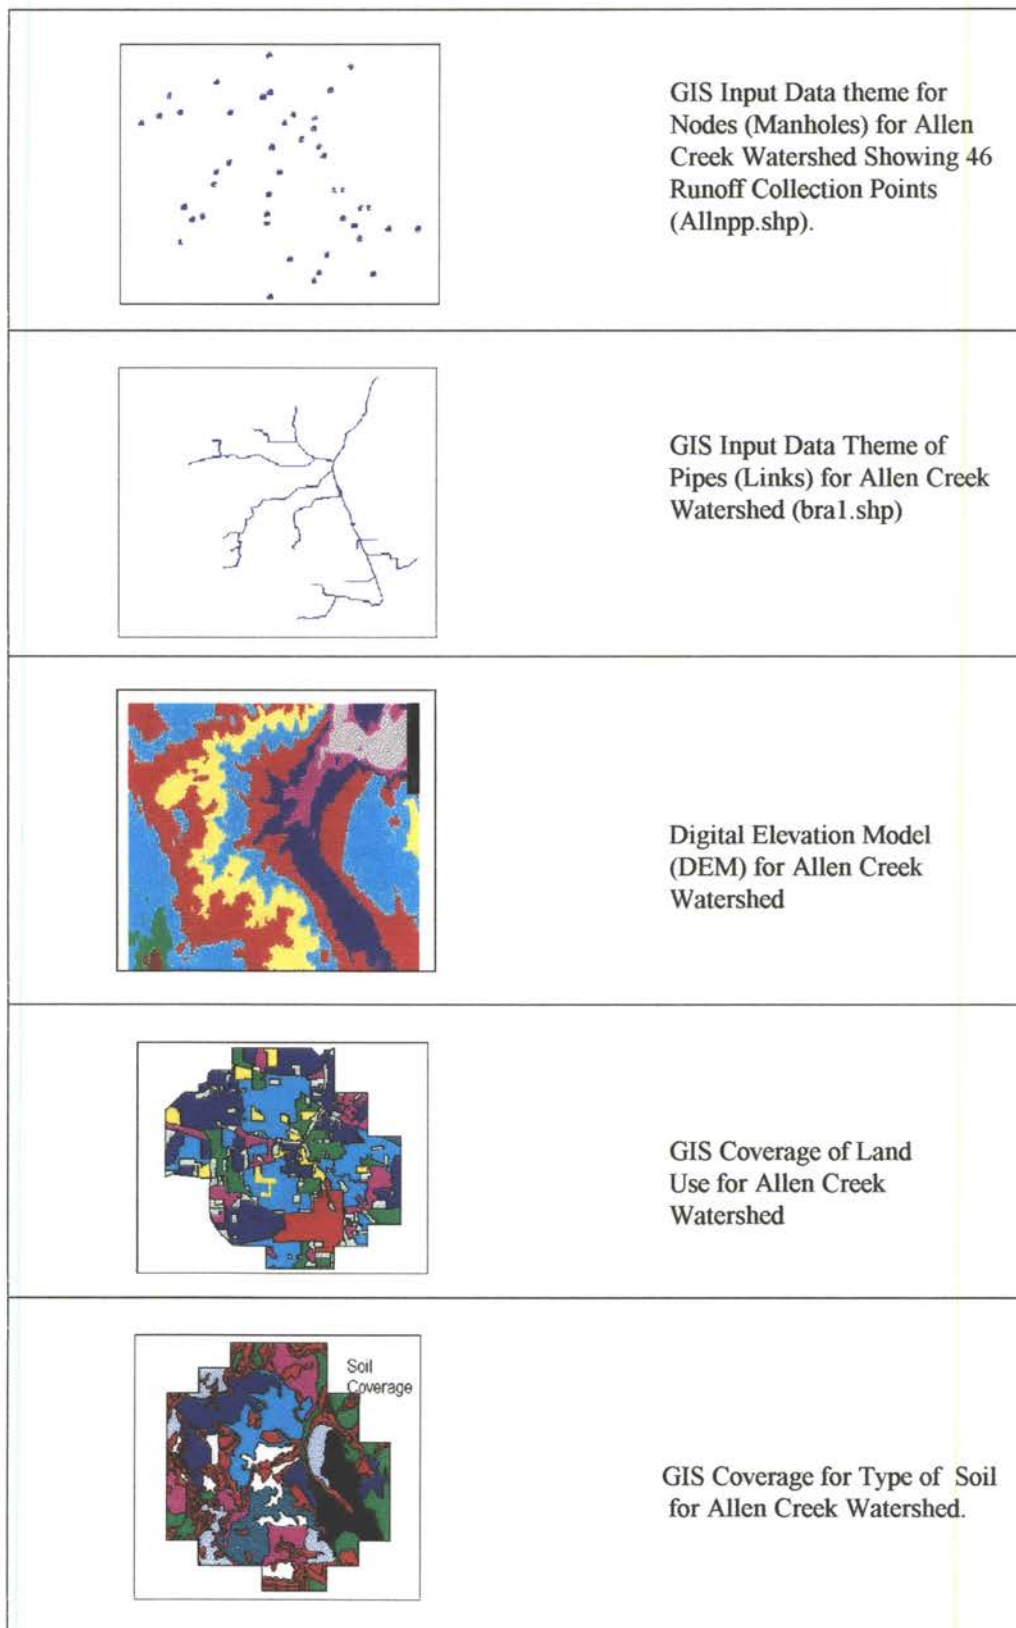 GIS Input Data theme for
Nodes (Manholes) for Allen
Creek Watershed Showing 46
Runoff Collection Points
(Allnpp.shp).
GIS Input Data Theme of
Pipes (Links) for Allen Creek
Watershed (bra1.shp)
Digital Elevation Model
(DEM) for Allen Creek
Watershed
GIS Coverage of Land
Use for Allen Creek
Watershed
Soil
Coverage
GIS Coverage for Type of Soil
for Allen Creek Watershed.